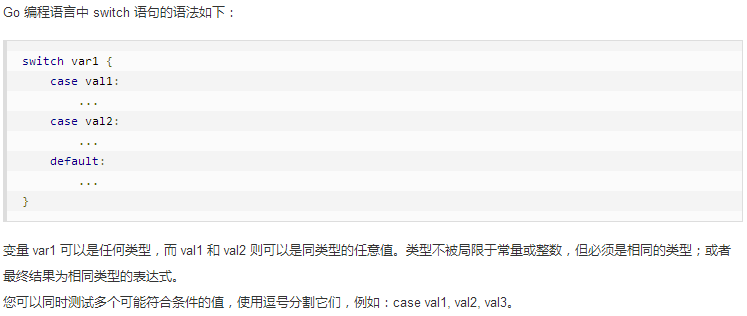 Go 编程语言中 switch 语句的语法如下：
switch var1 {
    case val1:
        ...
    case val2:
        ...
    default:
        ...
}
变量 var1 可以是任何类型，而 val1 和 val2 则可以是同类型的任意值。类型不被局限于常量或整数，但必须是相同的类型；或者
最终结果为相同类型的表达式。
您可以同时测试多个可能符合条件的值，使用逗号分割它们，例如：case val1, val2, val3。